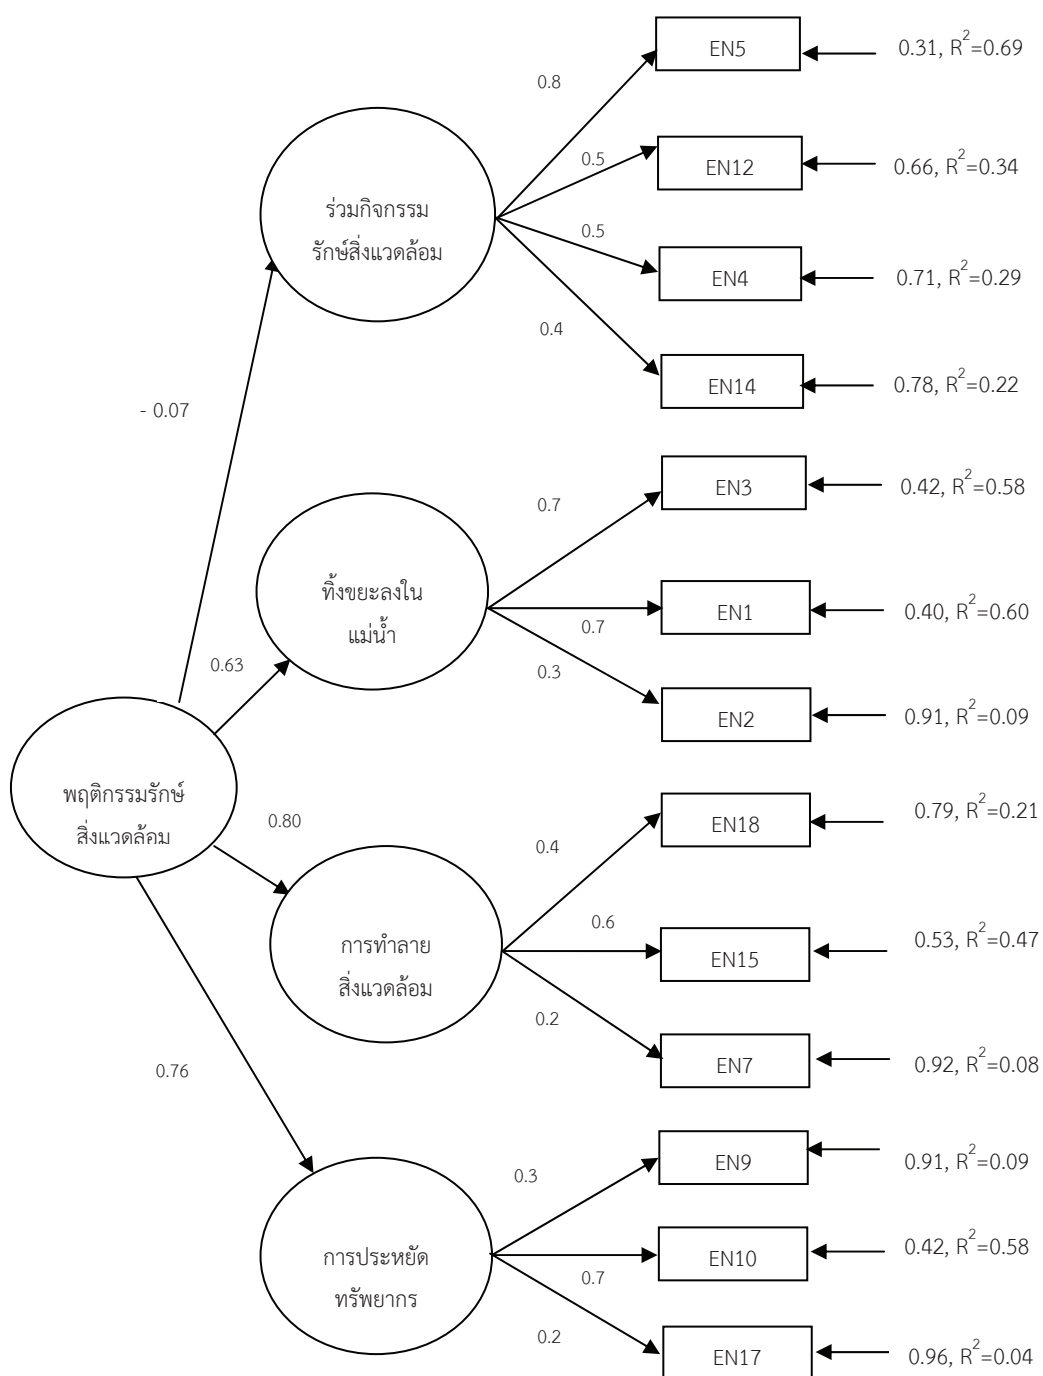 EN5
0.31, R²=0.69
0.8
EN12
0.66, R²=0.34
0.5
ร่วมกิจกรรม
รักษ์สิ่งแวดล้อม
0.5
EN4
0.71, R²=0.29
0.4
EN14
0.78, R²=0.22
- 0.07
EN3
0.42, R²=0.58
0.7
ทิ้งขยะลงใน
แม่น้ำ
EN1
0.40, R²=0.60
0.7
0.63
0.3
EN2
0.91, R²=0.09
พฤติกรรมรักษ์
สิ่งแวดล้อม
0.80
EN18
0.79, R²=0.21
0.4
การทำลาย
สิ่งแวดล้อม
0.6
EN15
0.53, R²=0.47
0.2
EN7
0.92, R²=0.08
0.76
EN9
0.91, R²=0.09
0.3
การประหยัด
ทรัพยากร
EN10
0.42, R²=0.58
0.7
0.2
EN17
0.96, R²=0.04